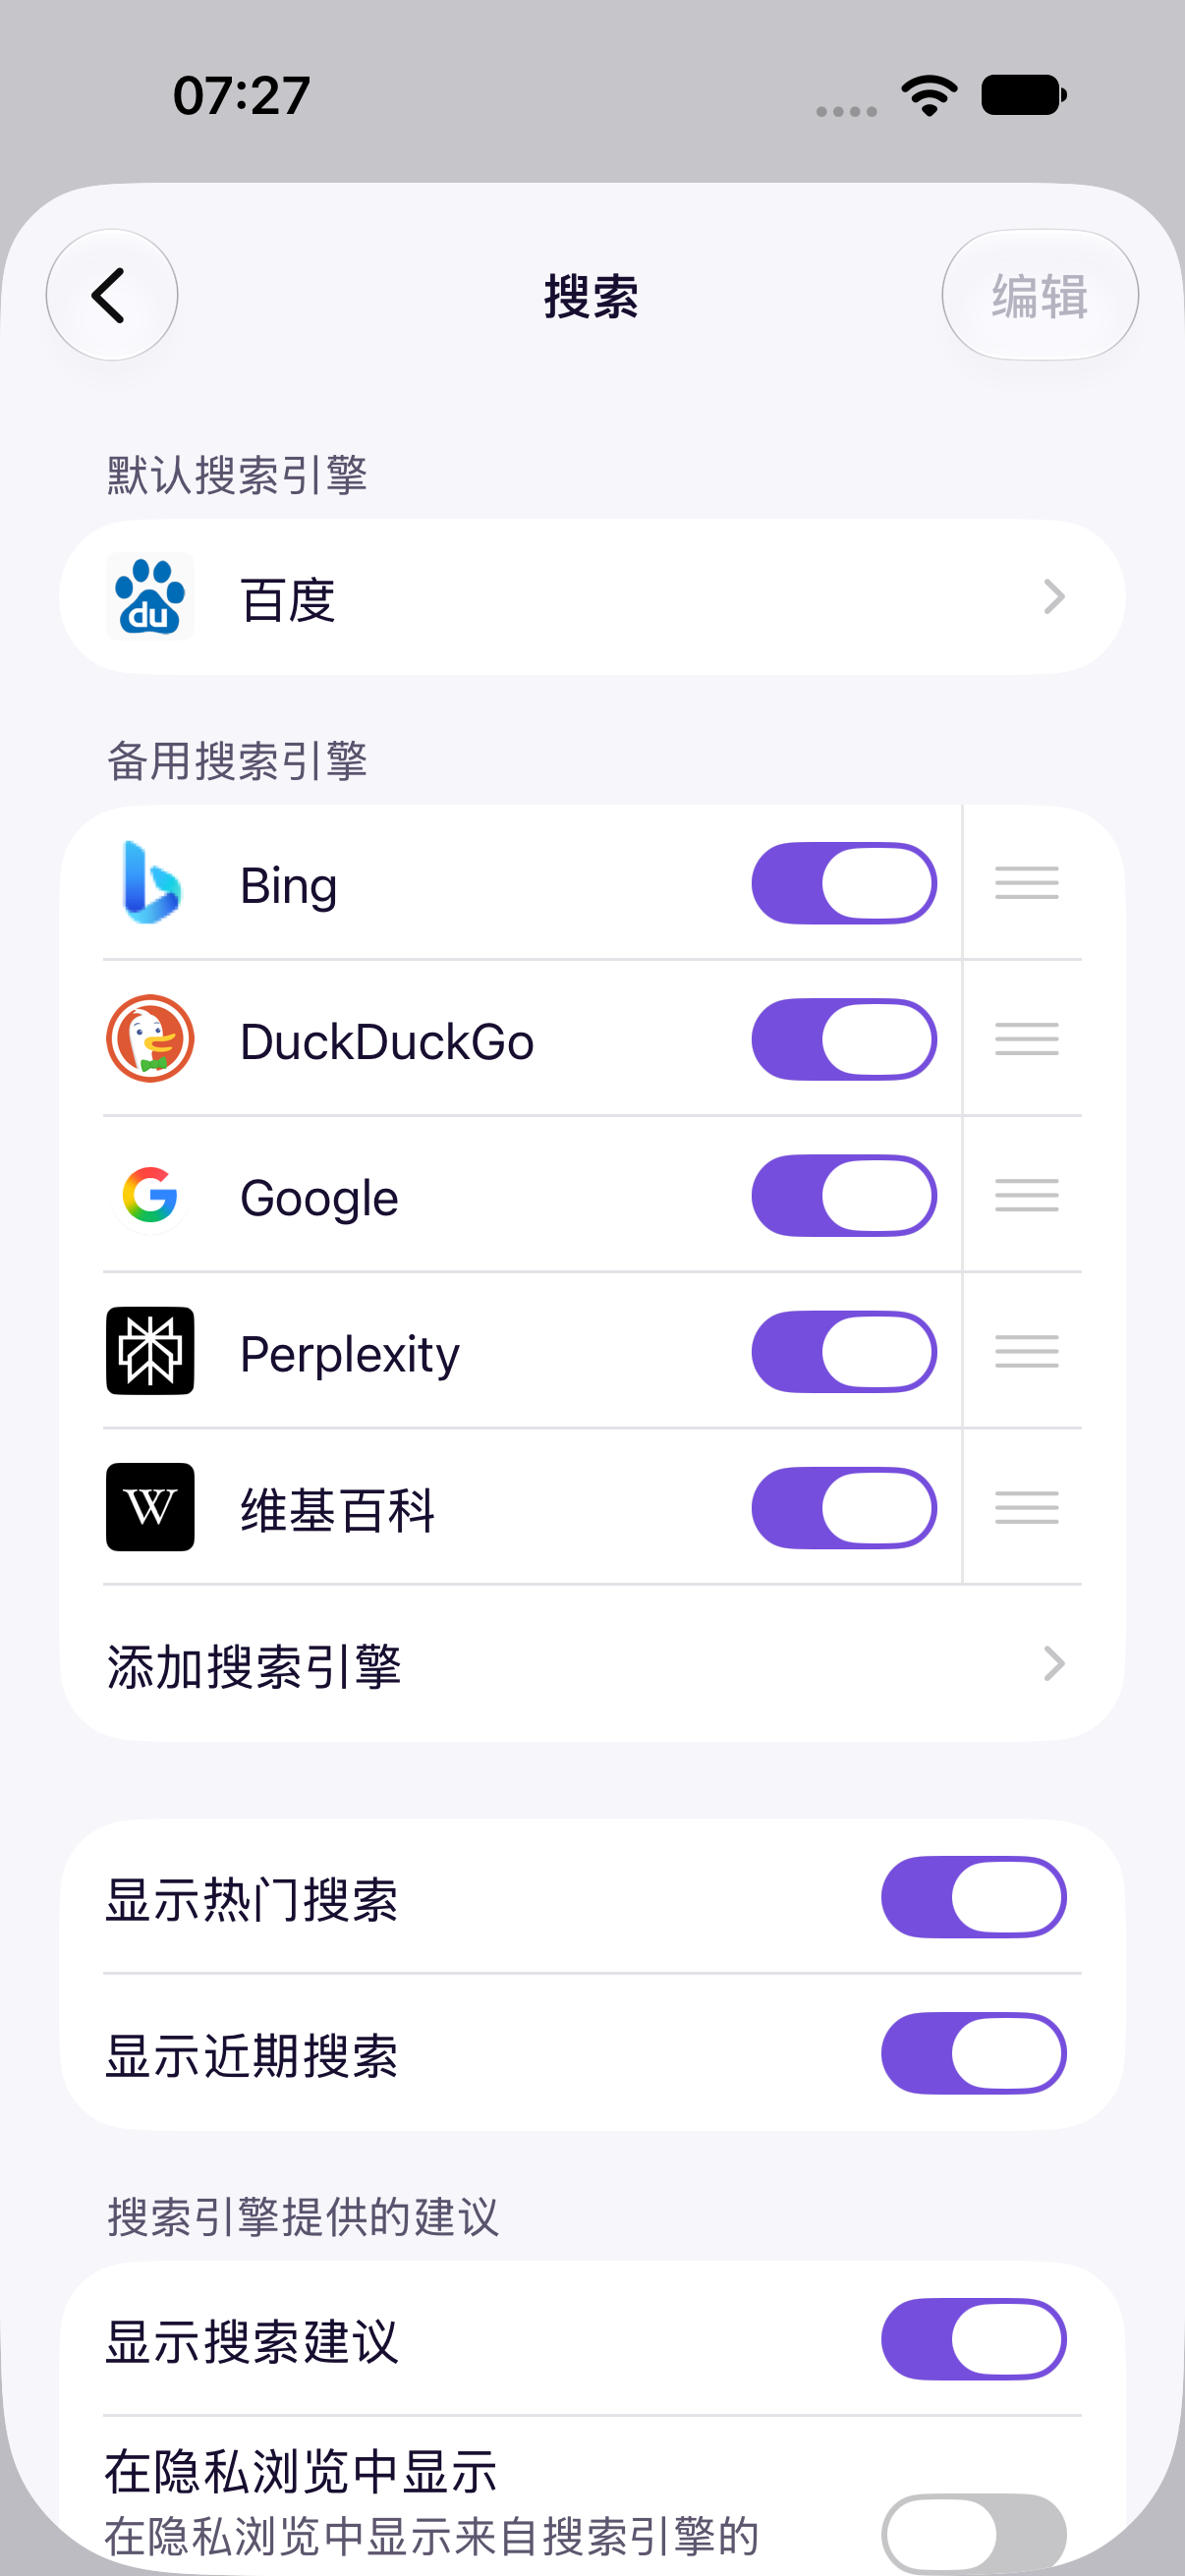 07:27
搜索
编辑
默认搜索引擎
du
百度
备用搜索引擎
Bing
DuckDuckGo
Google
Perplexity
W
维基百科
添加搜索引擎
显示热门搜索
显示近期搜索
搜索引擎提供的建议
显示搜索建议
在隐私浏览中显示
在隐私浏览中显示来自搜索引擎的